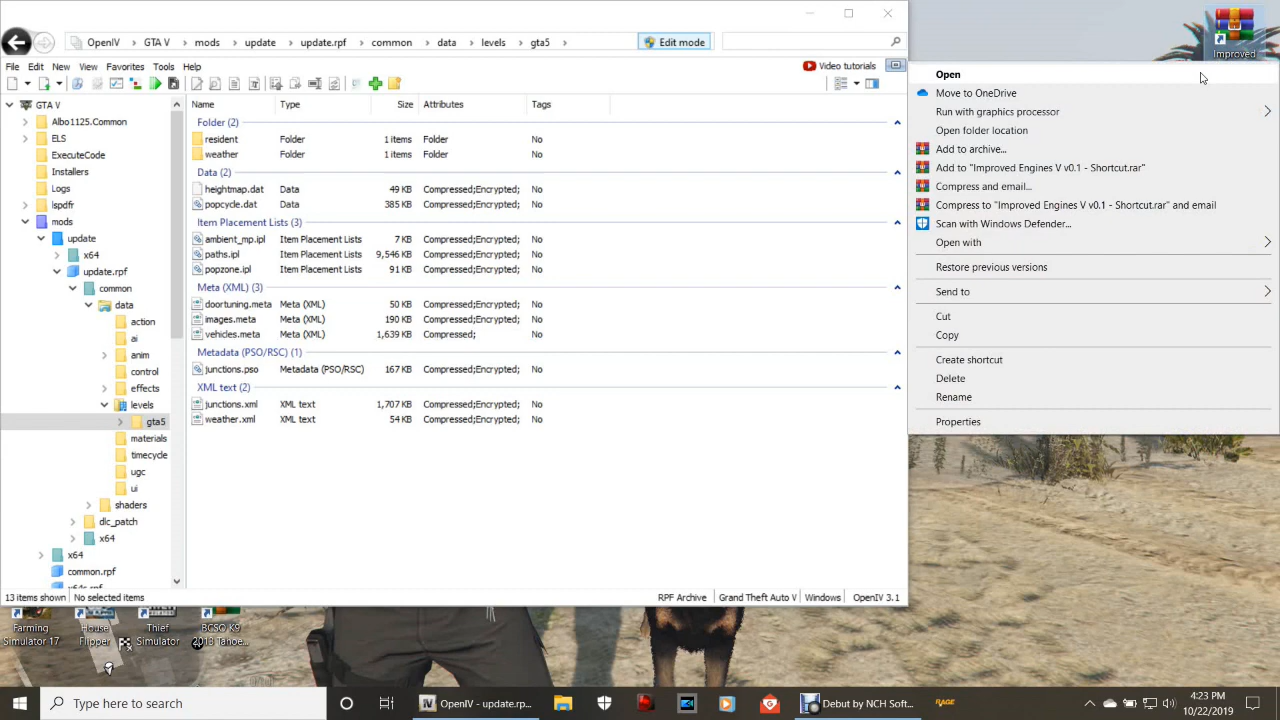 GTA V
mods
update
update.rpf
common
data
levels
gta5
Edit mode
File Edit New View Favorites Tools Help
Video tutorials
GTA V
Albo1125.Common
ELS
ExecuteCode
Installers
Logs
lspdfr
mods
update
x64
update.rpf
common
data
action
ai
anim
control
effects
levels
gta5
materials
timecycle
ugc
ui
shaders
dlc_patch
x64
x64
common.rpf
Name Type Size Attributes Tags
Folder (2)
resident Folder 1 items Folder No
weather Folder 1 items Folder No
Data (2)
heightmap.dat Data 49 KB Compressed;Encrypted; No
popcycle.dat Data 385 KB Compressed;Encrypted; No
Item Placement Lists (3)
ambient_mp.ipl Item Placement Lists 7 KB Compressed;Encrypted; No
paths.ipl Item Placement Lists 9,546 KB Compressed;Encrypted; No
popzone.ipl Item Placement Lists 91 KB Compressed;Encrypted; No
Meta (XML) (3)
doortuning.meta Meta (XML) 50 KB Compressed;Encrypted; No
images.meta Meta (XML) 190 KB Compressed;Encrypted; No
vehicles.meta Meta (XML) 1,639 KB Compressed; No
Metadata (PSO/RSC) (1)
junctions.pso Metadata (PSO/RSC) 167 KB Compressed;Encrypted; No
XML text (2)
junctions.xml XML text 1,707 KB Compressed;Encrypted; No
weather.xml XML text 54 KB Compressed;Encrypted; No
13 items shown No selected items
RPF Archive Grand Theft Auto V Windows OpenIV 3.1
Improved
Open
Move to OneDrive
Run with graphics processor
Open folder location
Add to archive...
Add to "Improved Engines V v0.1 - Shortcut.rar"
Compress and email...
Compress to "Improved Engines V v0.1 - Shortcut.rar" and email
Scan with Windows Defender...
Open with
Restore previous versions
Send to
Cut
Copy
Create shortcut
Delete
Rename
Properties
Farming
Simulator 17
House
Flipper
Thief
Simulator
BCSO K9
2013 Tahoe...
Type here to search
OpenIV - update.rp...
Debut by NCH Soft...
RAGE
4:23 PM
10/22/2019